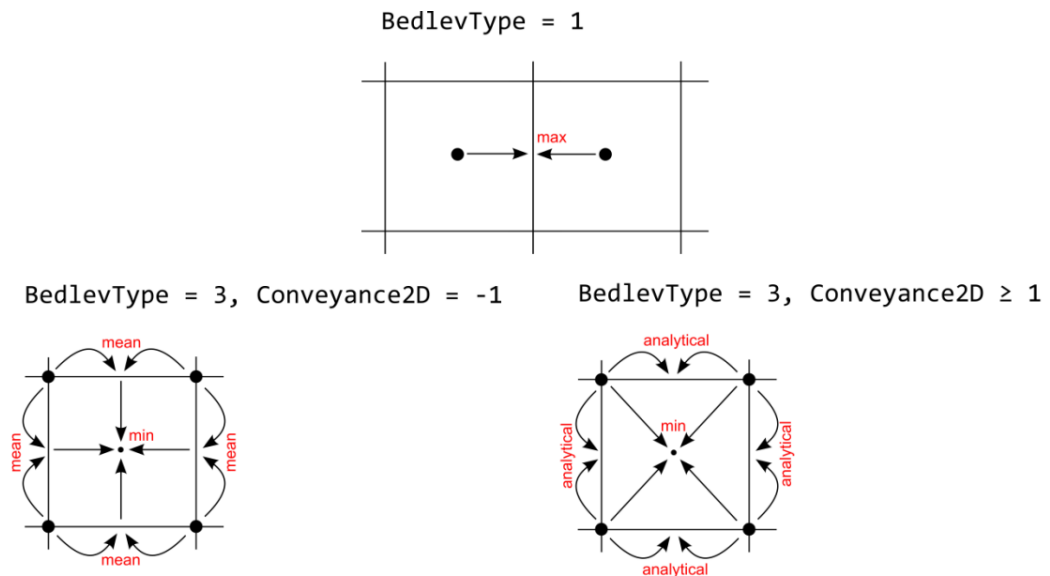 BedlevType = 1
max
BedlevType = 3, Conveyance2D = -1
mean
mean
min
mean
mean
BedlevType = 3, Conveyance2D ≥ 1
analytical
analytical
min
analytical
analytical